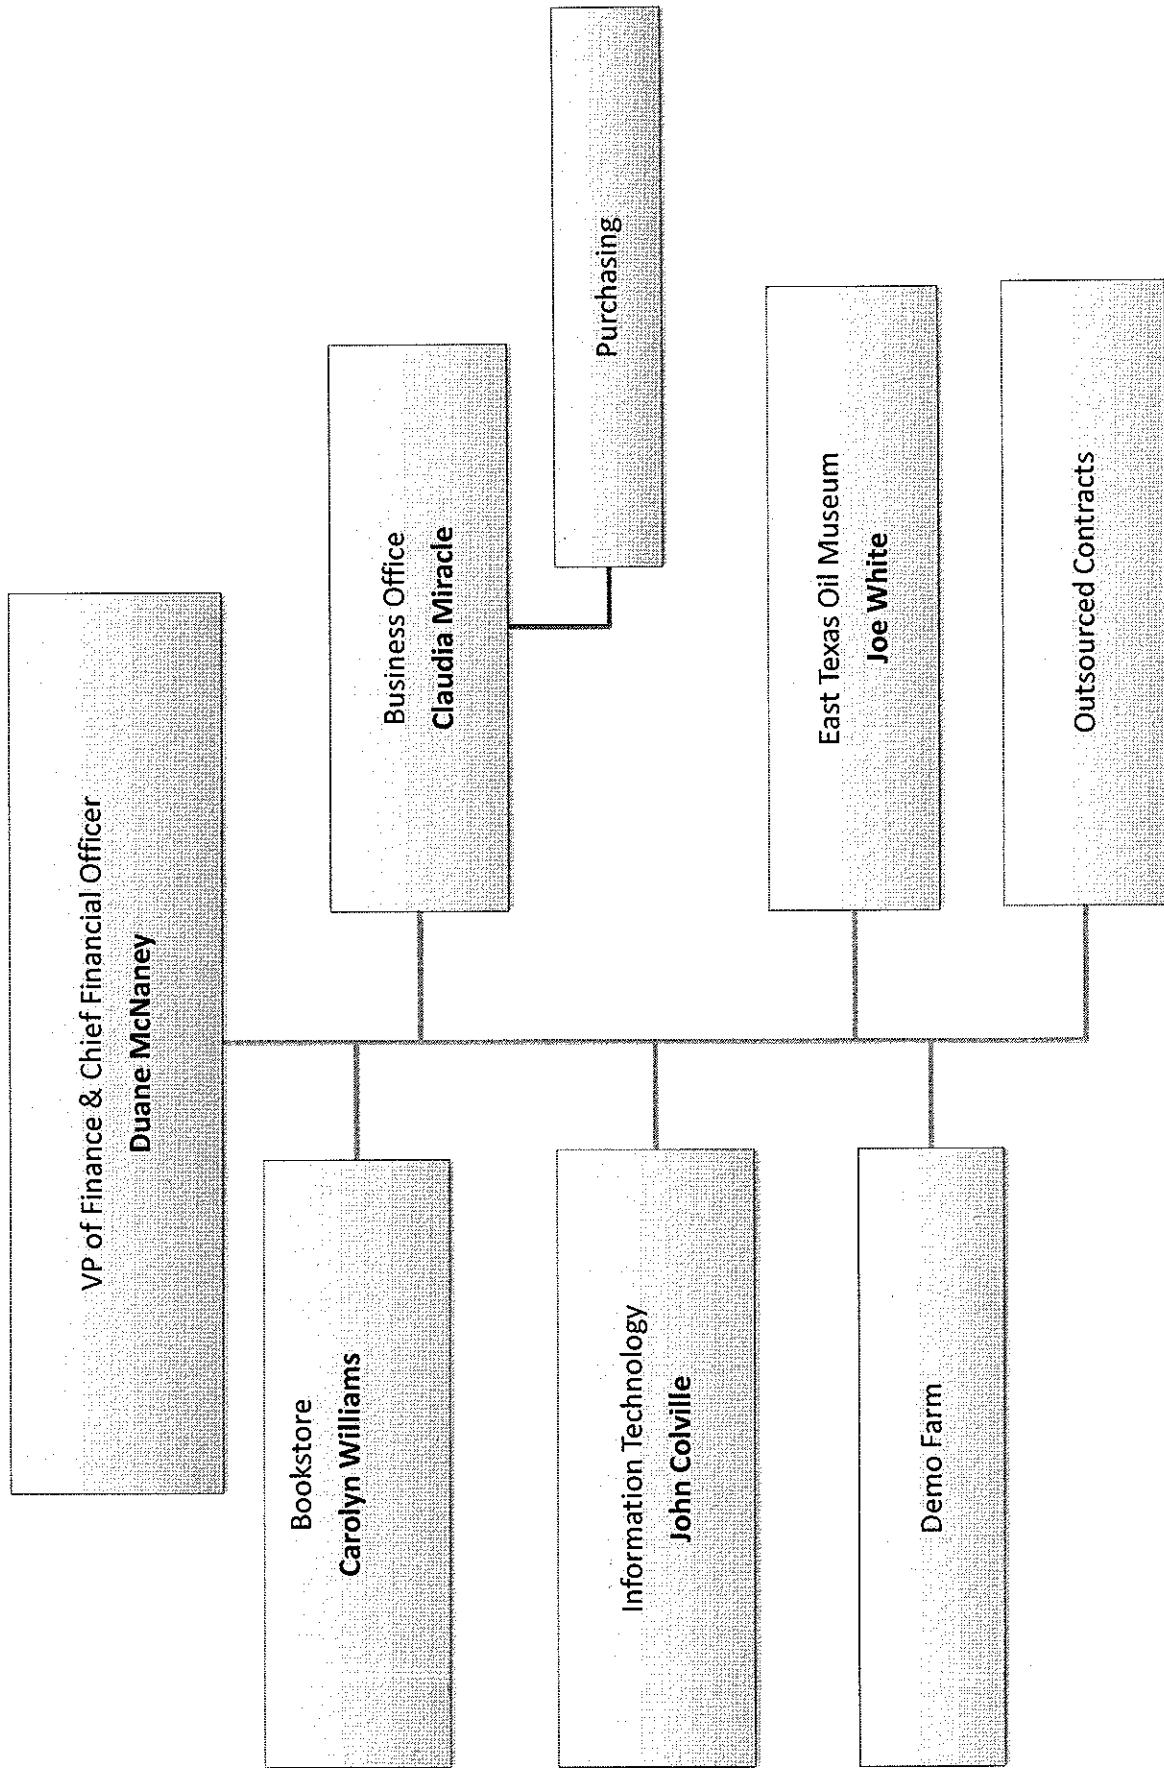 VP of Finance & Chief Financial Officer
Duane McNaney
Bookstore
Carolyn Williams
Business Office
Claudia Miracle
Purchasing
Information Technology
John Colville
East Texas Oil Museum
Joe White
Demo Farm
Outsourced Contracts